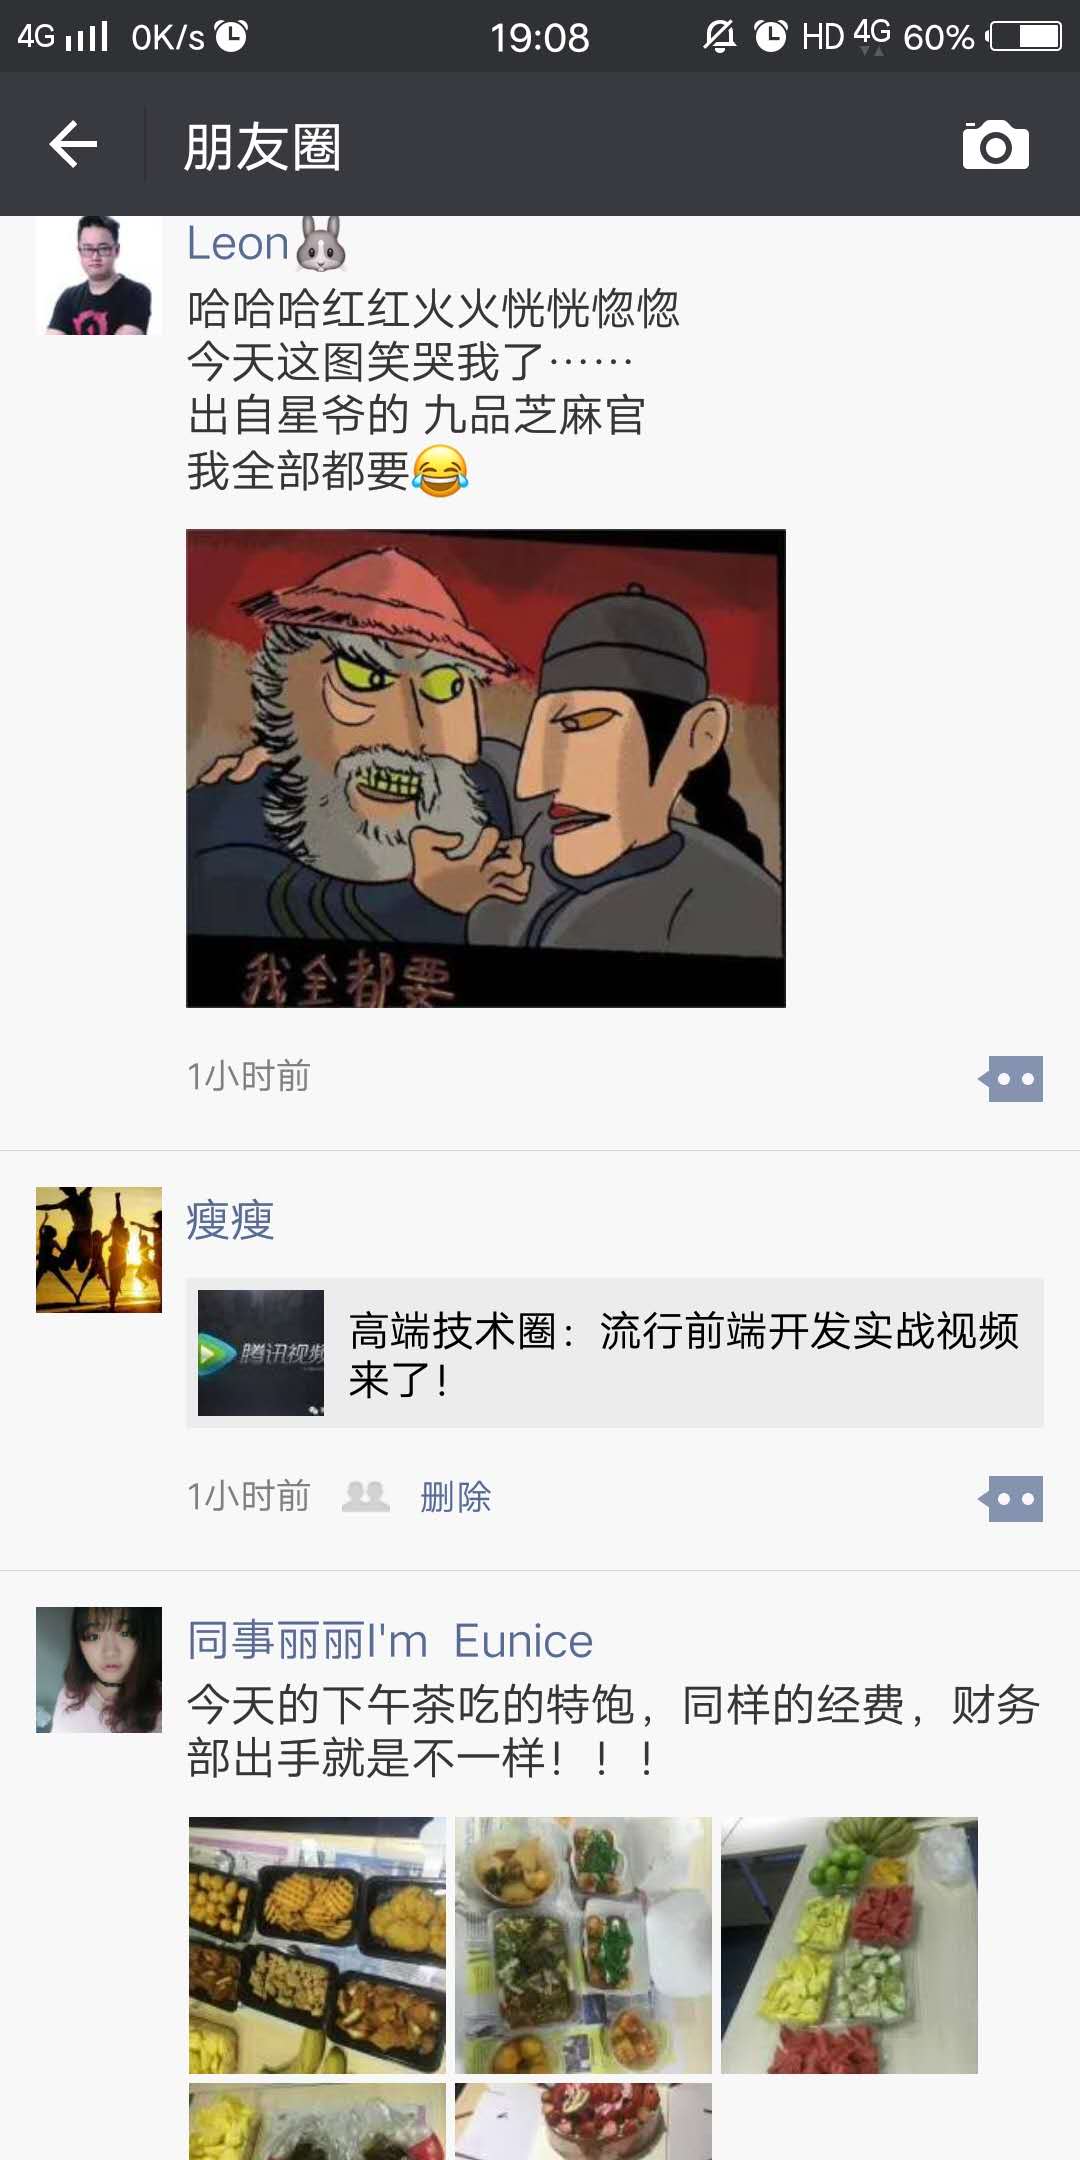 4G 0K/s 19:08 HD 4G 60%
朋友圈
Leon
哈哈哈红红火火恍恍惚惚
今天这图笑哭我了……
出自星爷的 九品芝麻官
我全部都要
我全都要
1小时前
瘦瘦
腾讯视频
高端技术圈：流行前端开发实战视频
来了！
1小时前 删除
同事丽丽I'm Eunice
今天的下午茶吃的特饱，同样的经费，财务
部出手就是不一样！！！